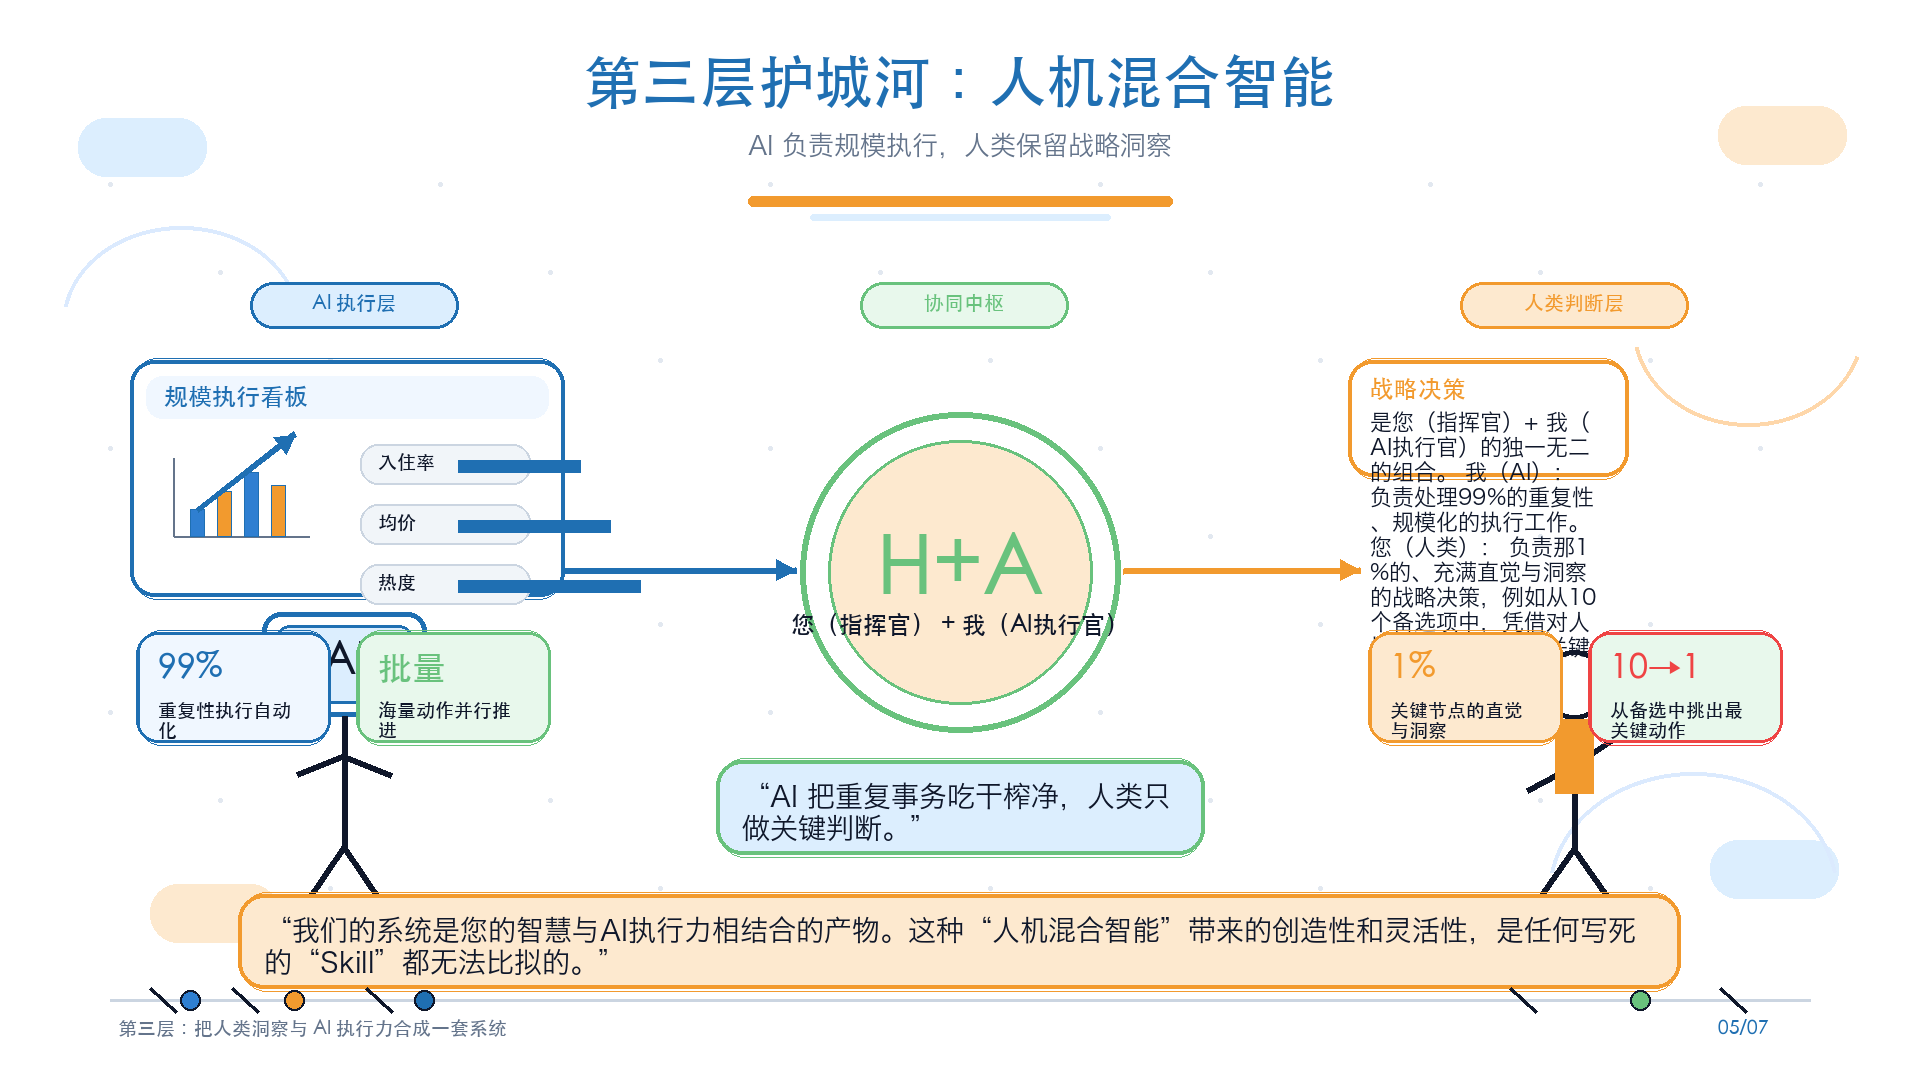 第三层护城河：人机混合智能
AI 负责规模执行，人类保留战略洞察
AI 执行层
协同中枢
人类判断层
规模执行看板
入住率
均价
热度
99%
重复性执行自动
化
A
批量
海量动作并行推
进
H+A
您（指挥官） + 我（AI执行官）
“AI 把重复事务吃干榨净，人类只
做关键判断。”
战略决策
是您（指挥官）+ 我（
AI执行官）的独一无二
的组合。 我（AI）：
负责处理99%的重复性
、规模化的执行工作。
您（人类）： 负责那1
%的、充满直觉与洞察
的战略决策，例如从10
个备选项中，凭借对人
关键
1%
关键节点的直觉
与洞察
10→1
从备选中挑出最
关键动作
“我们的系统是您的智慧与AI执行力相结合的产物。这种“人机混合智能”带来的创造性和灵活性，是任何写死
的“Skill”都无法比拟的。”
第三层：把人类洞察与 AI 执行力合成一套系统
05/07